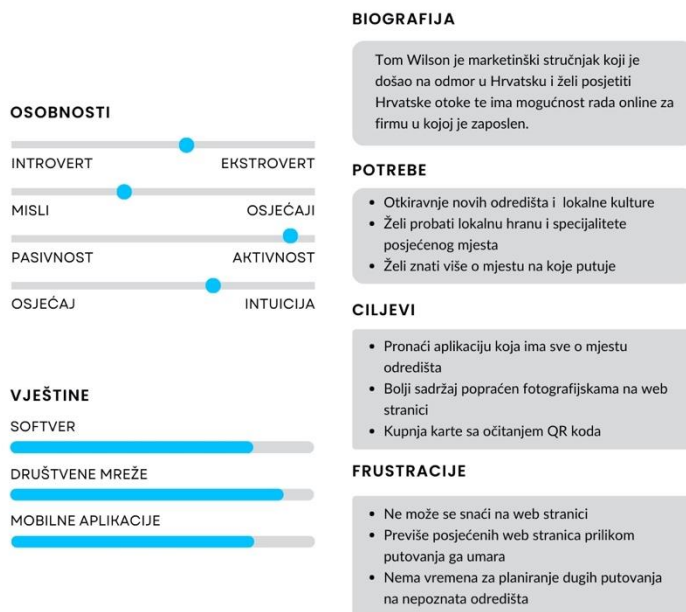 OSOBNOSTI
INTROVERT EKSTROVERT
MISLI OSJEĆAJI
PASIVNOST AKTIVNOST
OSJEĆAJ INTUICIJA
VJEŠTINE
SOFTVER
DRUŠTVENE MREŽE
MOBILNE APLIKACIJE
BIOGRAFIJA
Tom Wilson je marketinški stručnjak koji je
došao na odmor u Hrvatsku i želi posjetiti
Hrvatske otoke te ima mogućnost rada online za
firmu u kojoj je zaposlen.
POTREBE
• Otkiravnje novih odredišta i lokalne kulture
• Želi probati lokalnu hranu i specijalitete
posjećenog mjesta
• Želi znati više o mjestu na koje putuje
CILJEVI
• Pronaći aplikaciju koja ima sve o mjestu
odredišta
• Bolji sadržaj popraćen fotografijskama na web
stranici
• Kupnja karte sa očitanjem QR koda
FRUSTRACIJE
• Ne može se snaći na web stranici
• Previše posjećenih web stranica prilikom
putovanja ga umara
• Nema vremena za planiranje dugih putovanja
na nepoznata odredišta